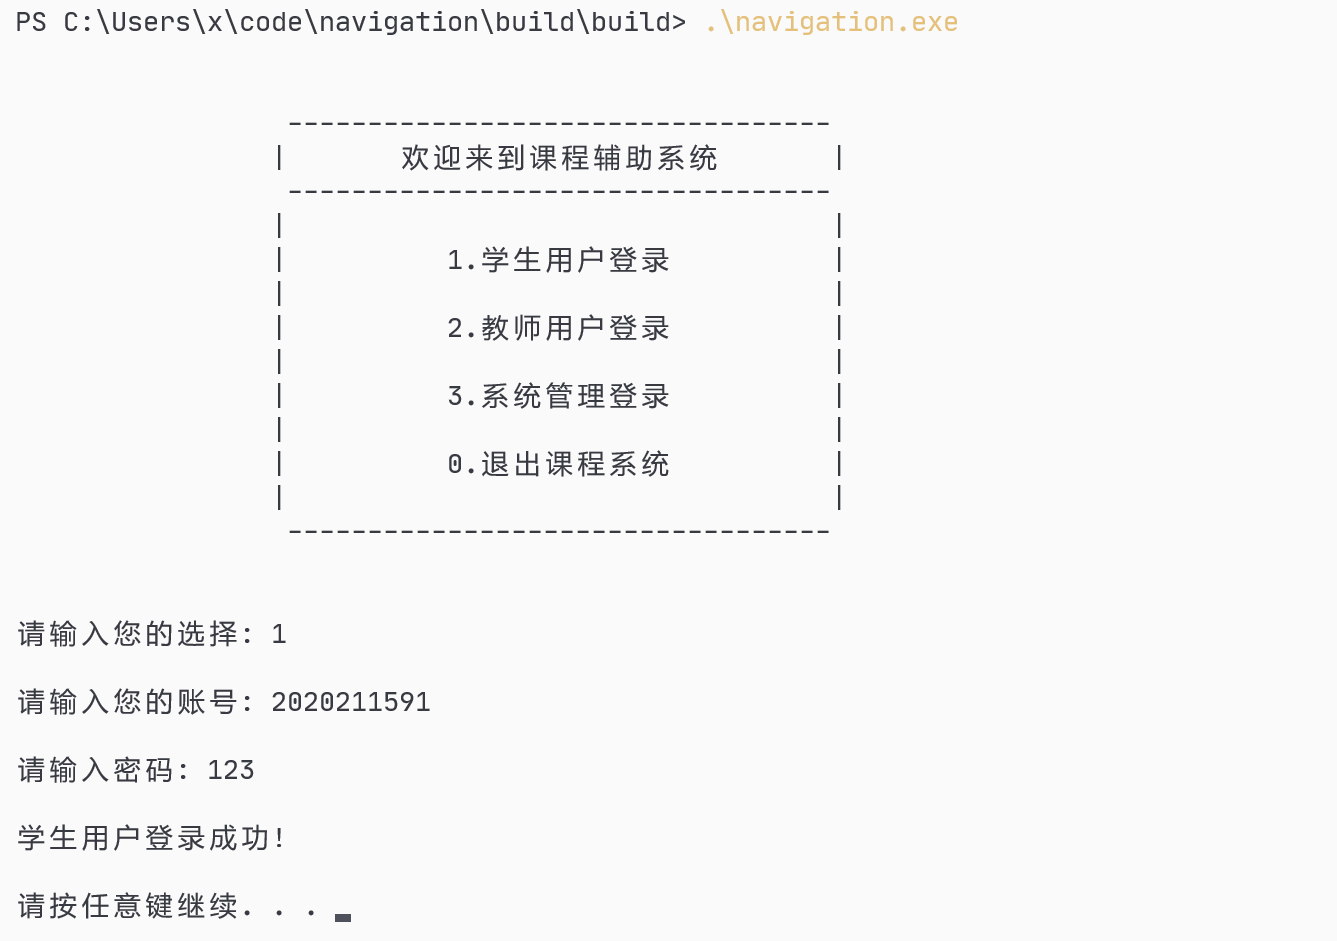 PS C:\Users\x\code\navigation\build\build> .\navigation.exe
----------------------------------
|       欢迎来到课程辅助系统       |
----------------------------------
|                                  |
|          1.学生用户登录          |
|                                  |
|          2.教师用户登录          |
|                                  |
|          3.系统管理登录          |
|                                  |
|          0.退出课程系统          |
|                                  |
----------------------------------
请输入您的选择: 1
请输入您的账号: 2020211591
请输入密码: 123
学生用户登录成功!
请按任意键继续. . .